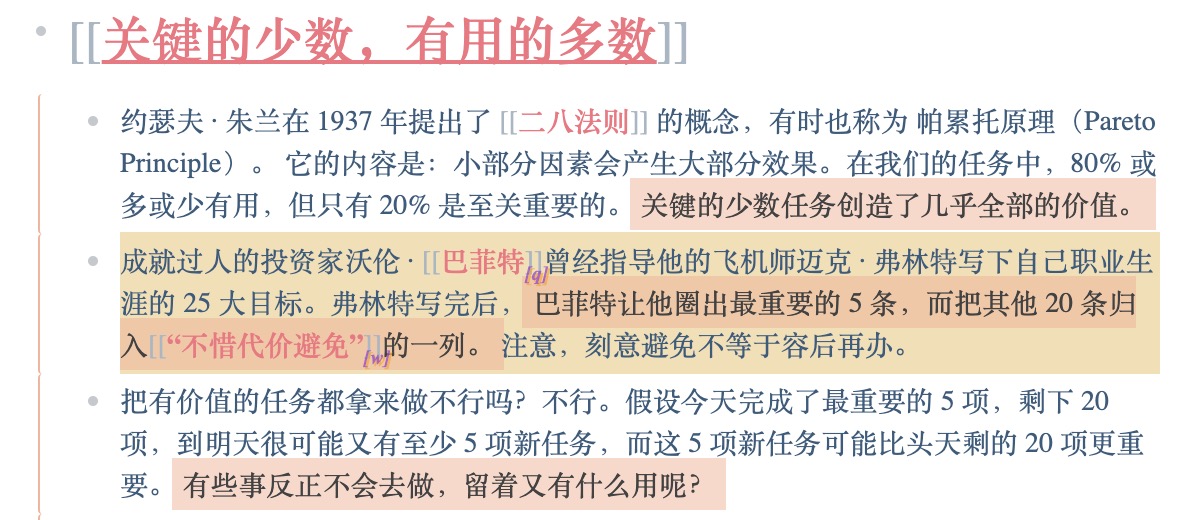 [[关键的少数，有用的多数]]
约瑟夫 · 朱兰在 1937 年提出了 [[二八法则]] 的概念，有时也称为 帕累托原理（Pareto
Principle）。 它的内容是：小部分因素会产生大部分效果。在我们的任务中，80% 或
多或少有用，但只有 20% 是至关重要的。关键的少数任务创造了几乎全部的价值。
成就过人的投资家沃伦 · [[巴菲特]][q]曾经指导他的飞机师迈克 · 弗林特写下自己职业生
涯的 25 大目标。弗林特写完后，巴菲特让他圈出最重要的 5 条，而把其他 20 条归
入[[“不惜代价避免”]][w]的一列。 注意，刻意避免不等于容后再办。
把有价值的任务都拿来做不行吗？不行。假设今天完成了最重要的 5 项，剩下 20
项，到明天很可能又有至少 5 项新任务，而这 5 项新任务可能比头天剩的 20 项更重
要。有些事反正不会去做，留着又有什么用呢？